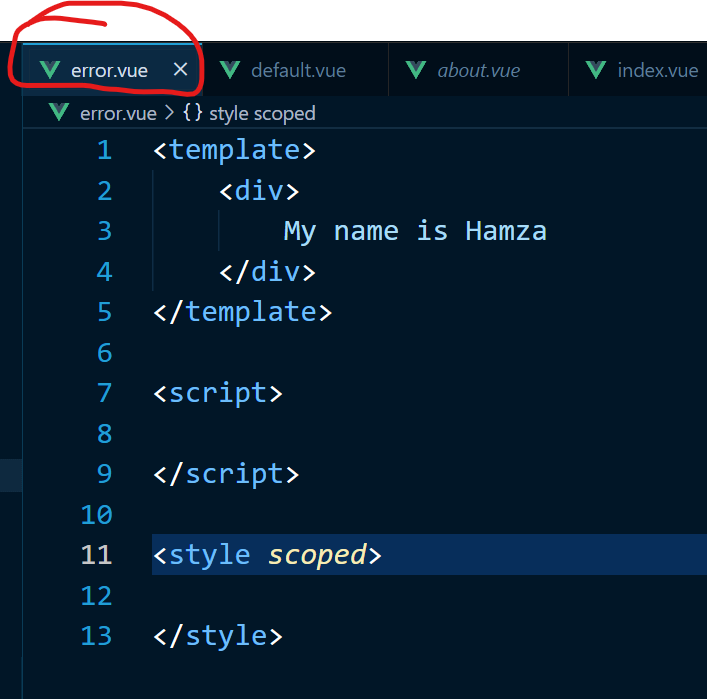 error.vue × default.vue about.vue index.vue
error.vue > {} style scoped
1 <template>
2 <div>
3 My name is Hamza
4 </div>
5 </template>
6
7 <script>
8
9 </script>
10
11 <style scoped>
12
13 </style>